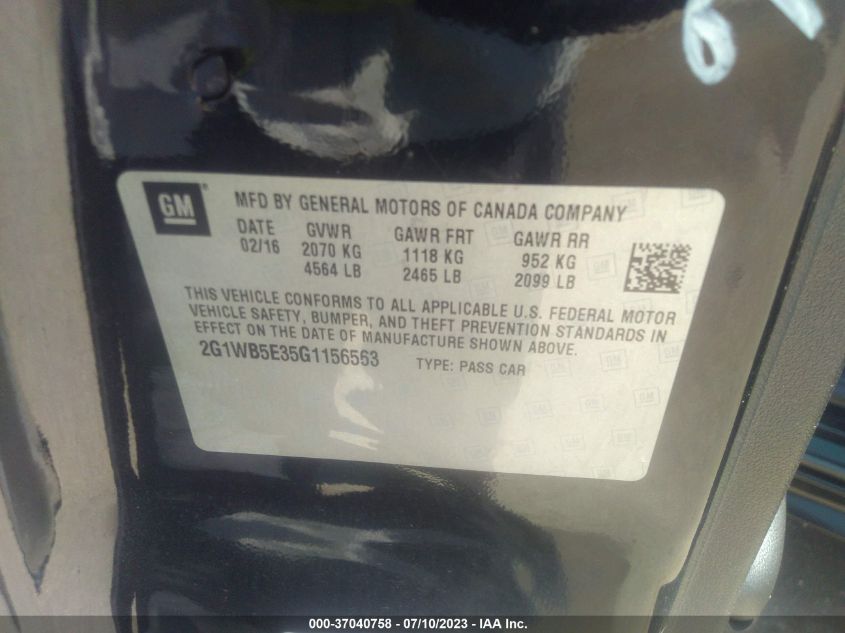 GM ®
MFD BY GENERAL MOTORS OF CANADA COMPANY
DATE GVWR GAWR FRT GAWR RR
02/16 2070 KG 1118 KG 952 KG
4564 LB 2465 LB 2099 LB
THIS VEHICLE CONFORMS TO ALL APPLICABLE U.S. FEDERAL MOTOR
VEHICLE SAFETY, BUMPER, AND THEFT PREVENTION STANDARDS IN
EFFECT ON THE DATE OF MANUFACTURE SHOWN ABOVE.
2G1WB5E35G1156553 TYPE: PASS CAR
000-37040758 - 07/10/2023 - IAA Inc.